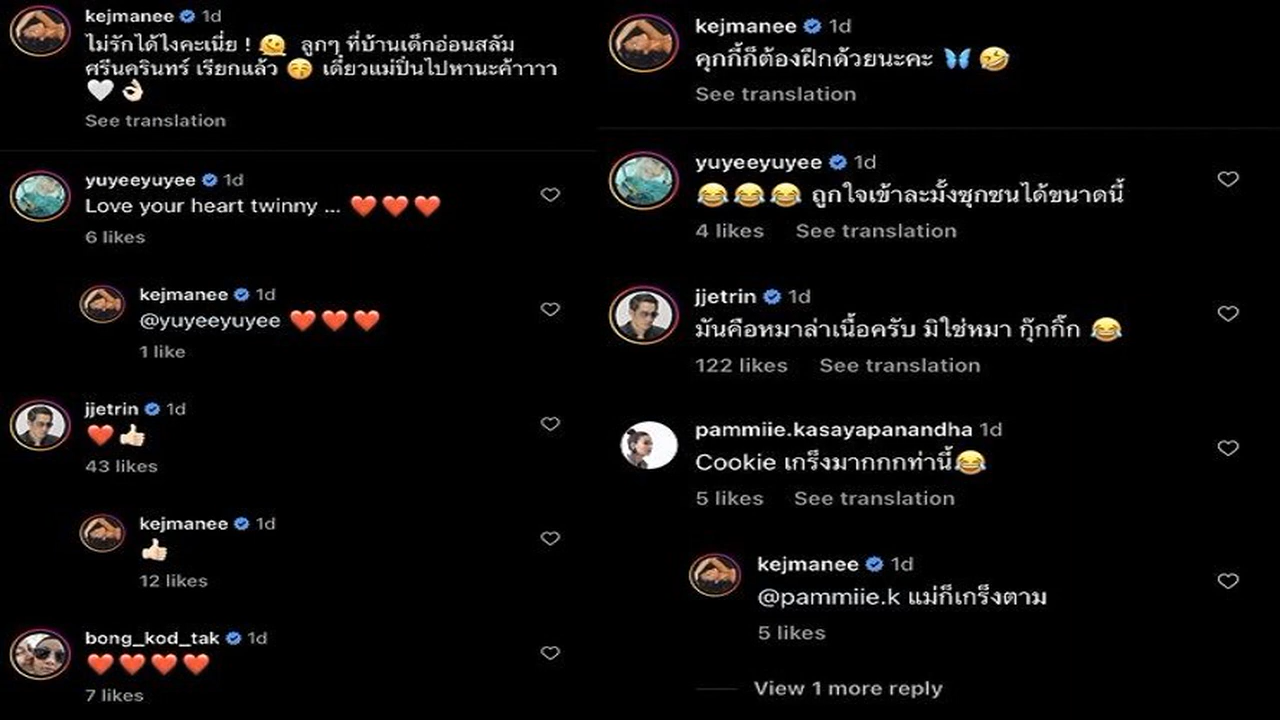 kejmanee 1d
ไม่รักได้ไงคะเนี่ย ! 🫠 ลูกๆ ที่บ้านเด็กอ่อนสลัม
ศรีนครินทร์ เรียกแล้ว 😚 เดี๋ยวแม่ปิ่นไปหานะค้าาาา
🤍👌🏻
See translation
yuyeeyuyee 1d
Love your heart twinny ... ❤️❤️❤️
6 likes
kejmanee 1d
@yuyeeyuyee ❤️❤️❤️
1 like
jjetrin 1d
❤️👍🏻
43 likes
kejmanee 1d
👍🏻
12 likes
bong_kod_tak 1d
❤️❤️❤️❤️
7 likes
kejmanee 1d
คุกกี้ก็ต้องฝึกด้วยนะคะ 🦋🤣
See translation
yuyeeyuyee 1d
😂😂😂 ถูกใจเข้าละมั้งซุกซนได้ขนาดนี้
4 likes See translation
jjetrin 1d
มันคือหมาล่าเนื้อครับ มิใช่หมา กุ๊กกิ๊ก 😂
122 likes See translation
pammiie.kasayapanandha 1d
Cookie เกร็งมากกกท่านี้😂
5 likes See translation
kejmanee 1d
@pammiie.k แม่ก็เกร็งตาม
5 likes
View 1 more reply